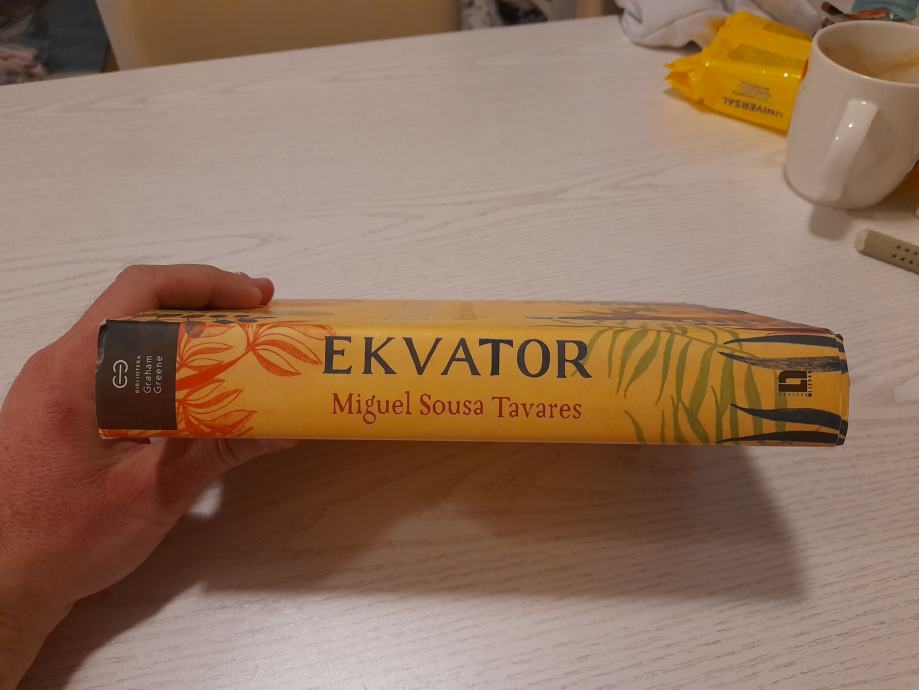 EKVATOR
Miguel Sousa Tavares
BIBLIOTEKA
Graham
Greene
UNIVERSAL